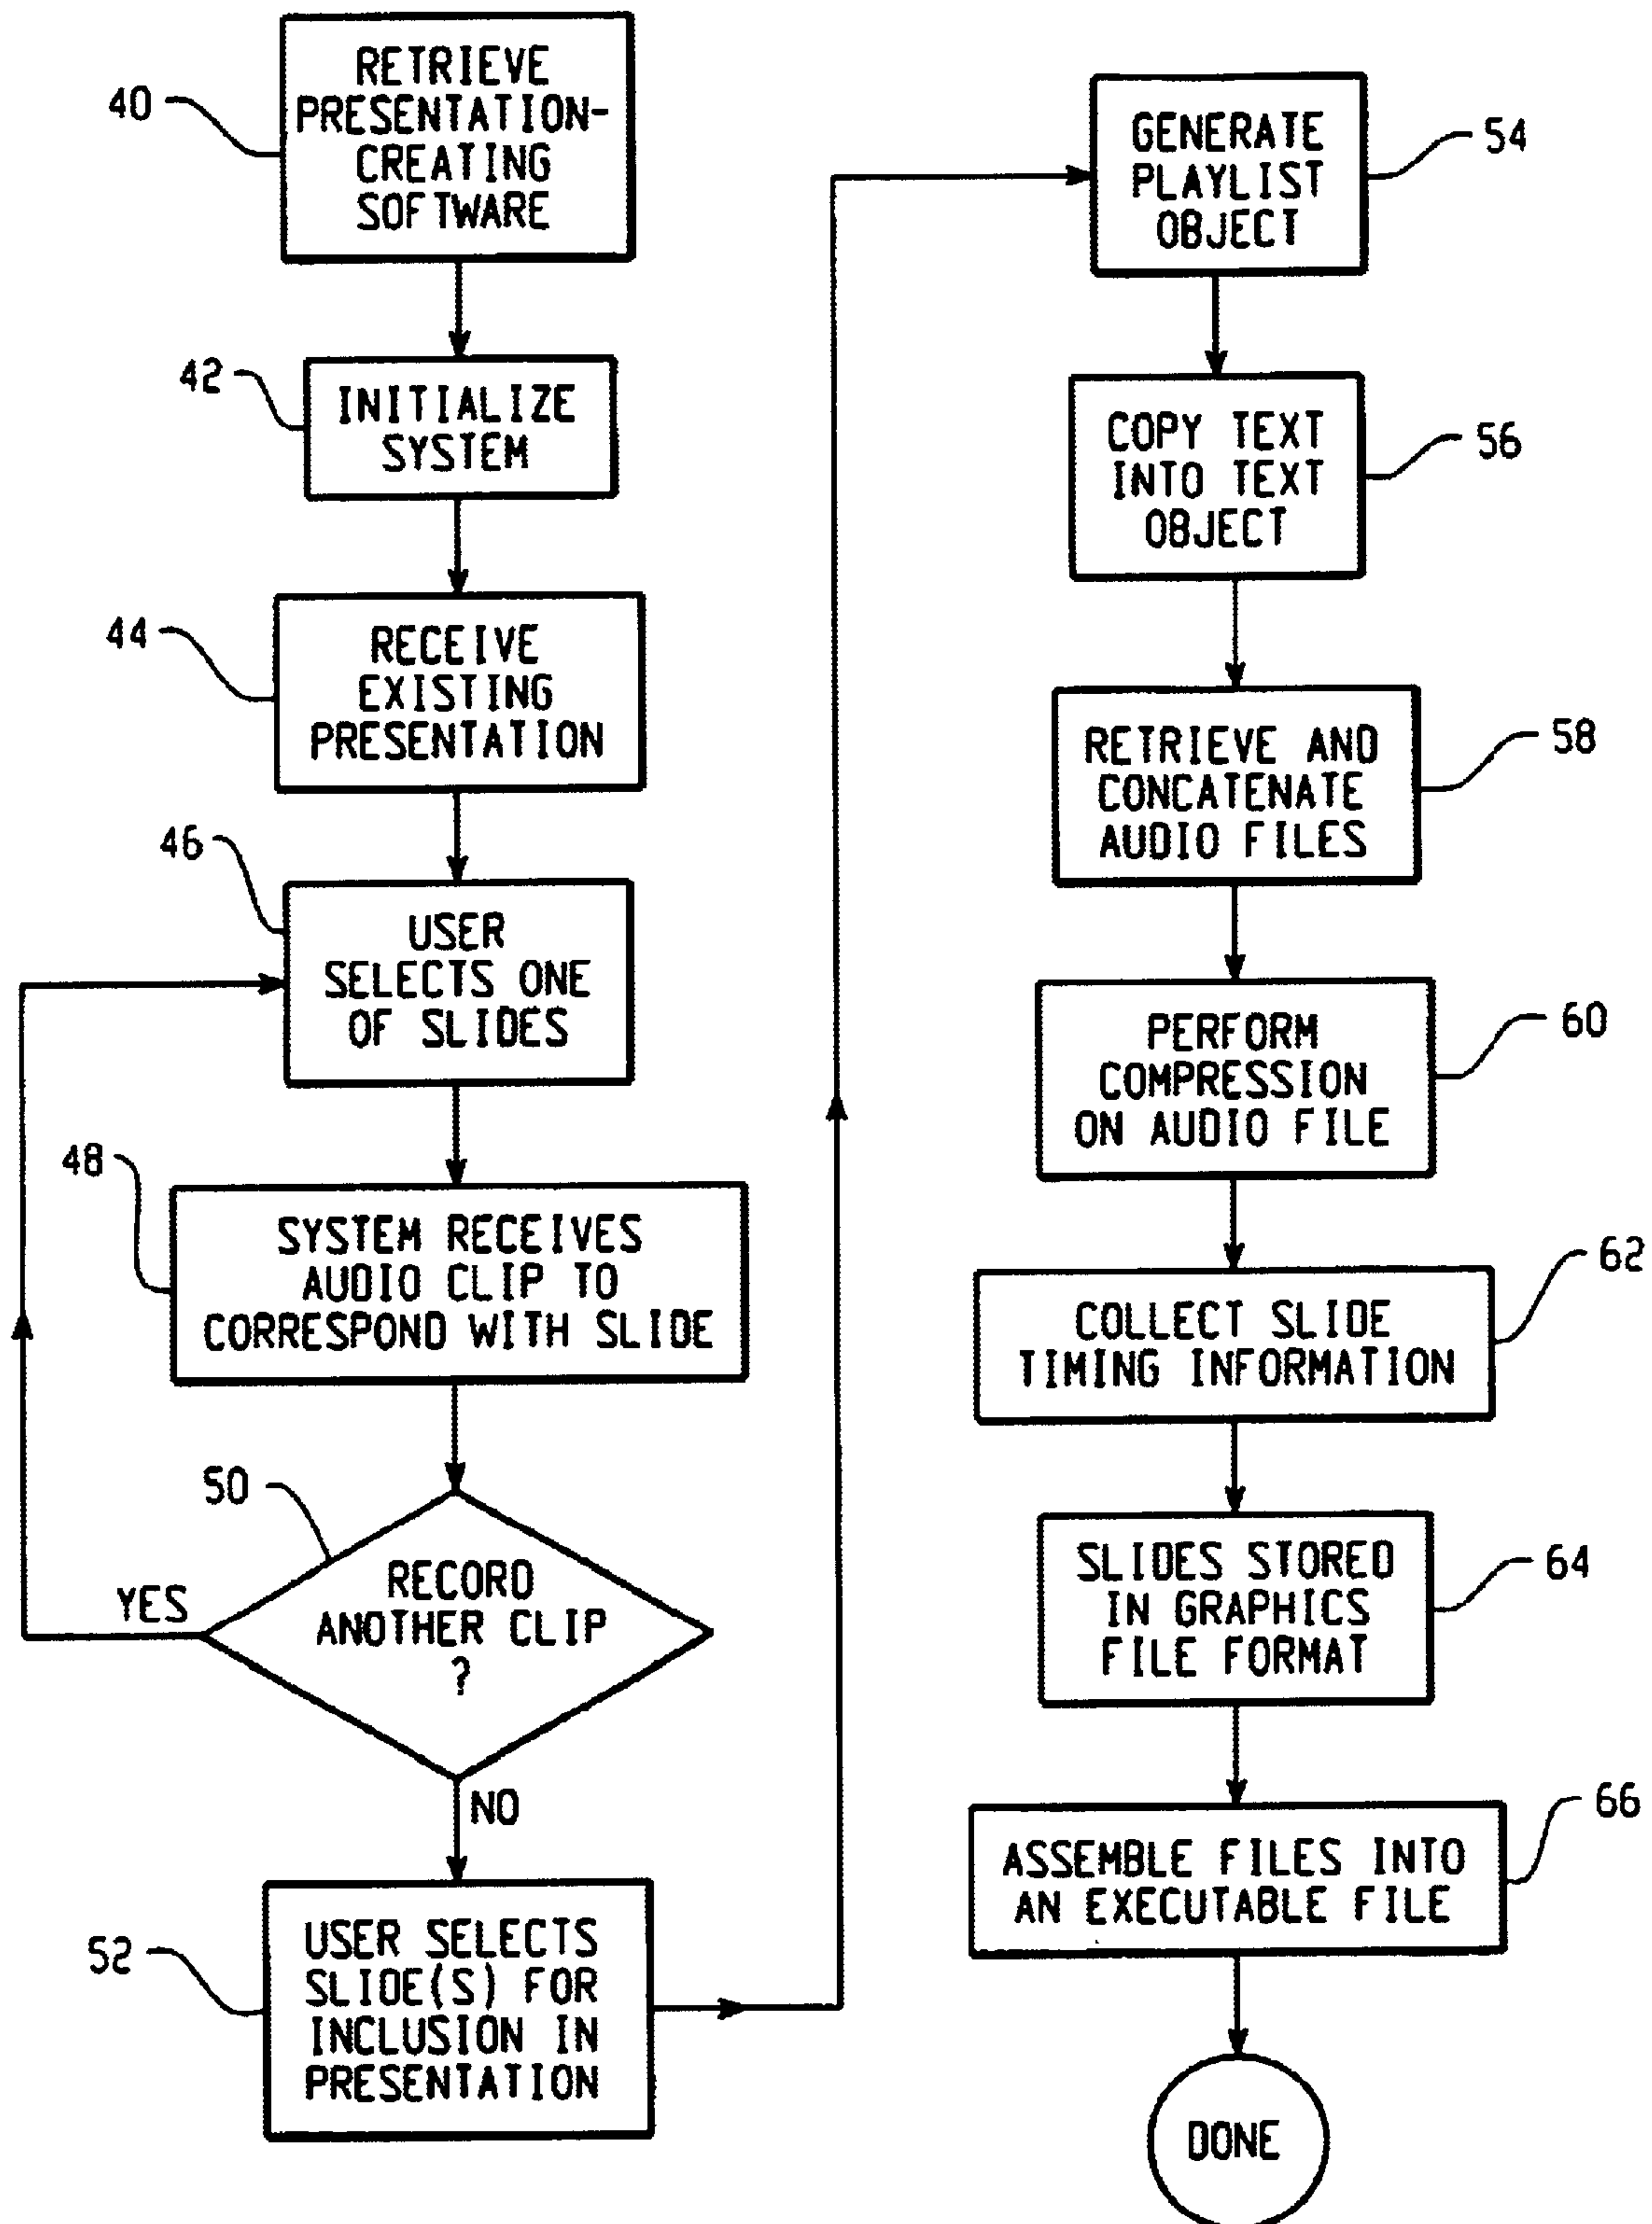 40
RETRIEVE
PRESENTATION-
CREATING
SOFTWARE
42
INITIALIZE
SYSTEM
44
RECEIVE
EXISTING
PRESENTATION
46
USER
SELECTS ONE
OF SLIDES
48
SYSTEM RECEIVES
AUDIO CLIP TO
CORRESPOND WITH SLIDE
50
RECORD
ANOTHER CLIP
?
YES
NO
52
USER SELECTS
SLIDE(S) FOR
INCLUSION IN
PRESENTATION
GENERATE
PLAYLIST
OBJECT
54
COPY TEXT
INTO TEXT
OBJECT
56
RETRIEVE AND
CONCATENATE
AUDIO FILES
58
PERFORM
COMPRESSION
ON AUDIO FILE
60
COLLECT SLIDE
TIMING INFORMATION
62
SLIDES STORED
IN GRAPHICS
FILE FORMAT
64
ASSEMBLE FILES INTO
AN EXECUTABLE FILE
66
DONE